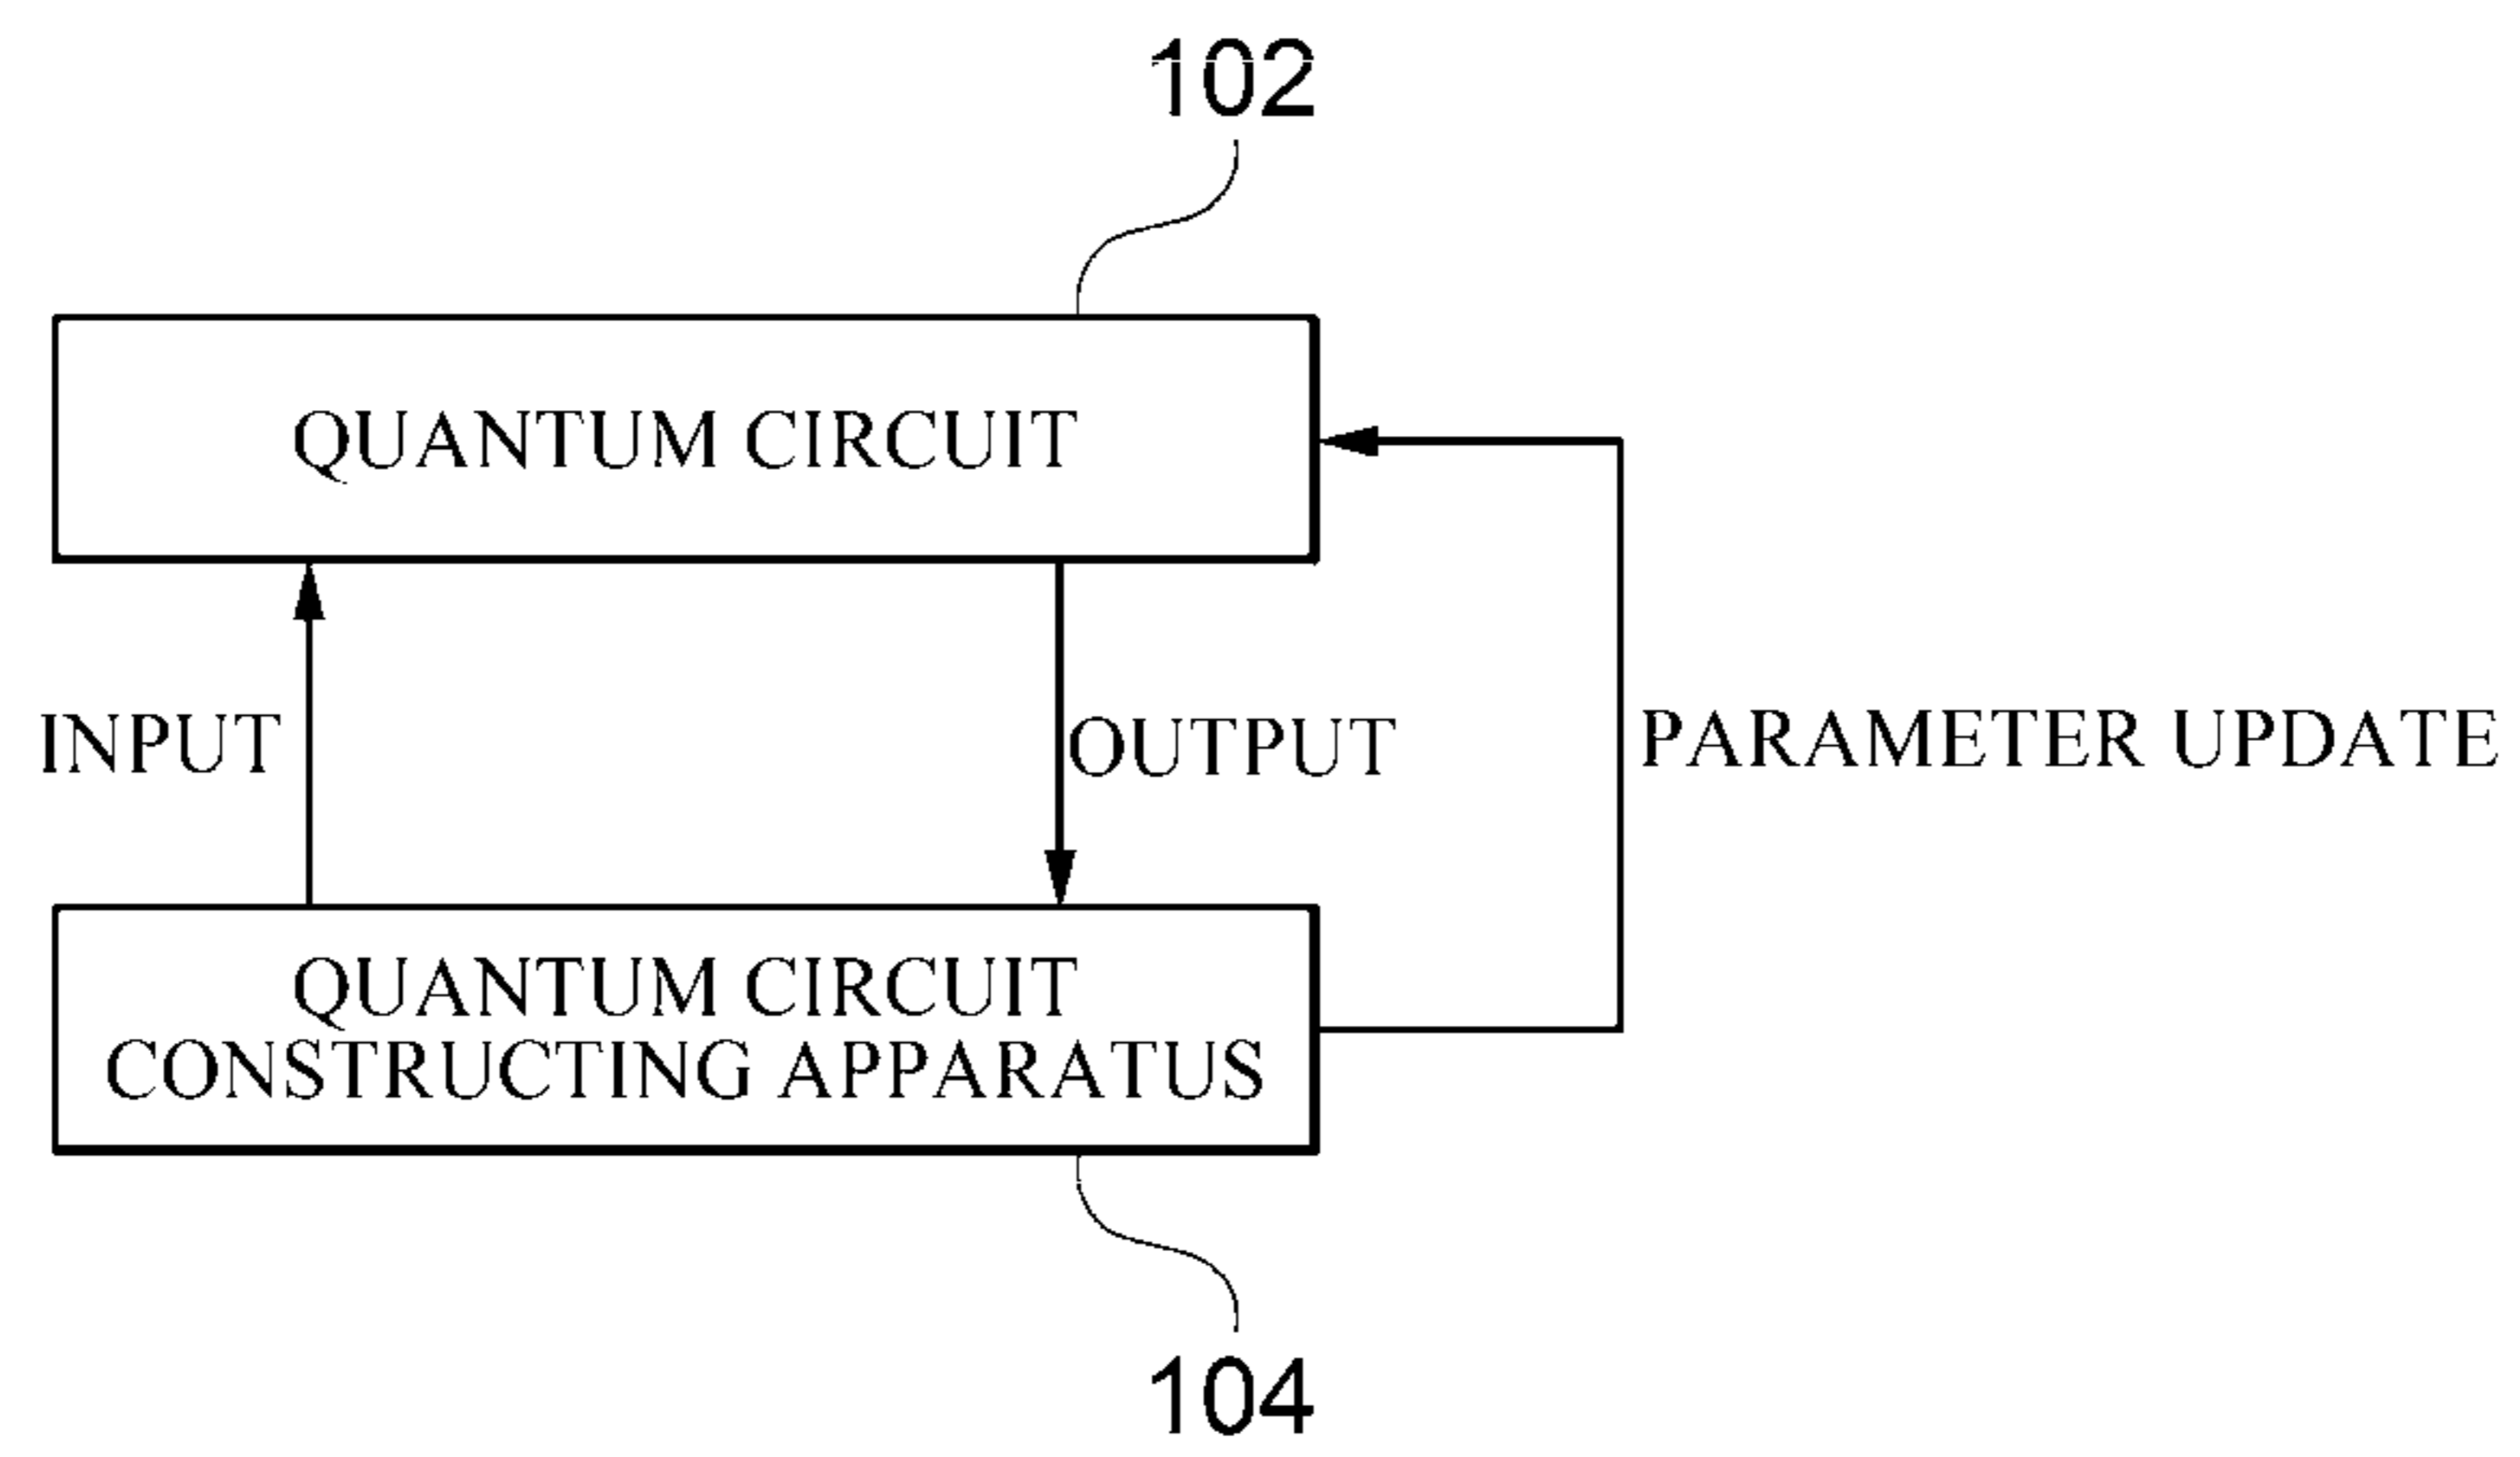 102
QUANTUM CIRCUIT
INPUT
OUTPUT
PARAMETER UPDATE
QUANTUM CIRCUIT
CONSTRUCTING APPARATUS
104